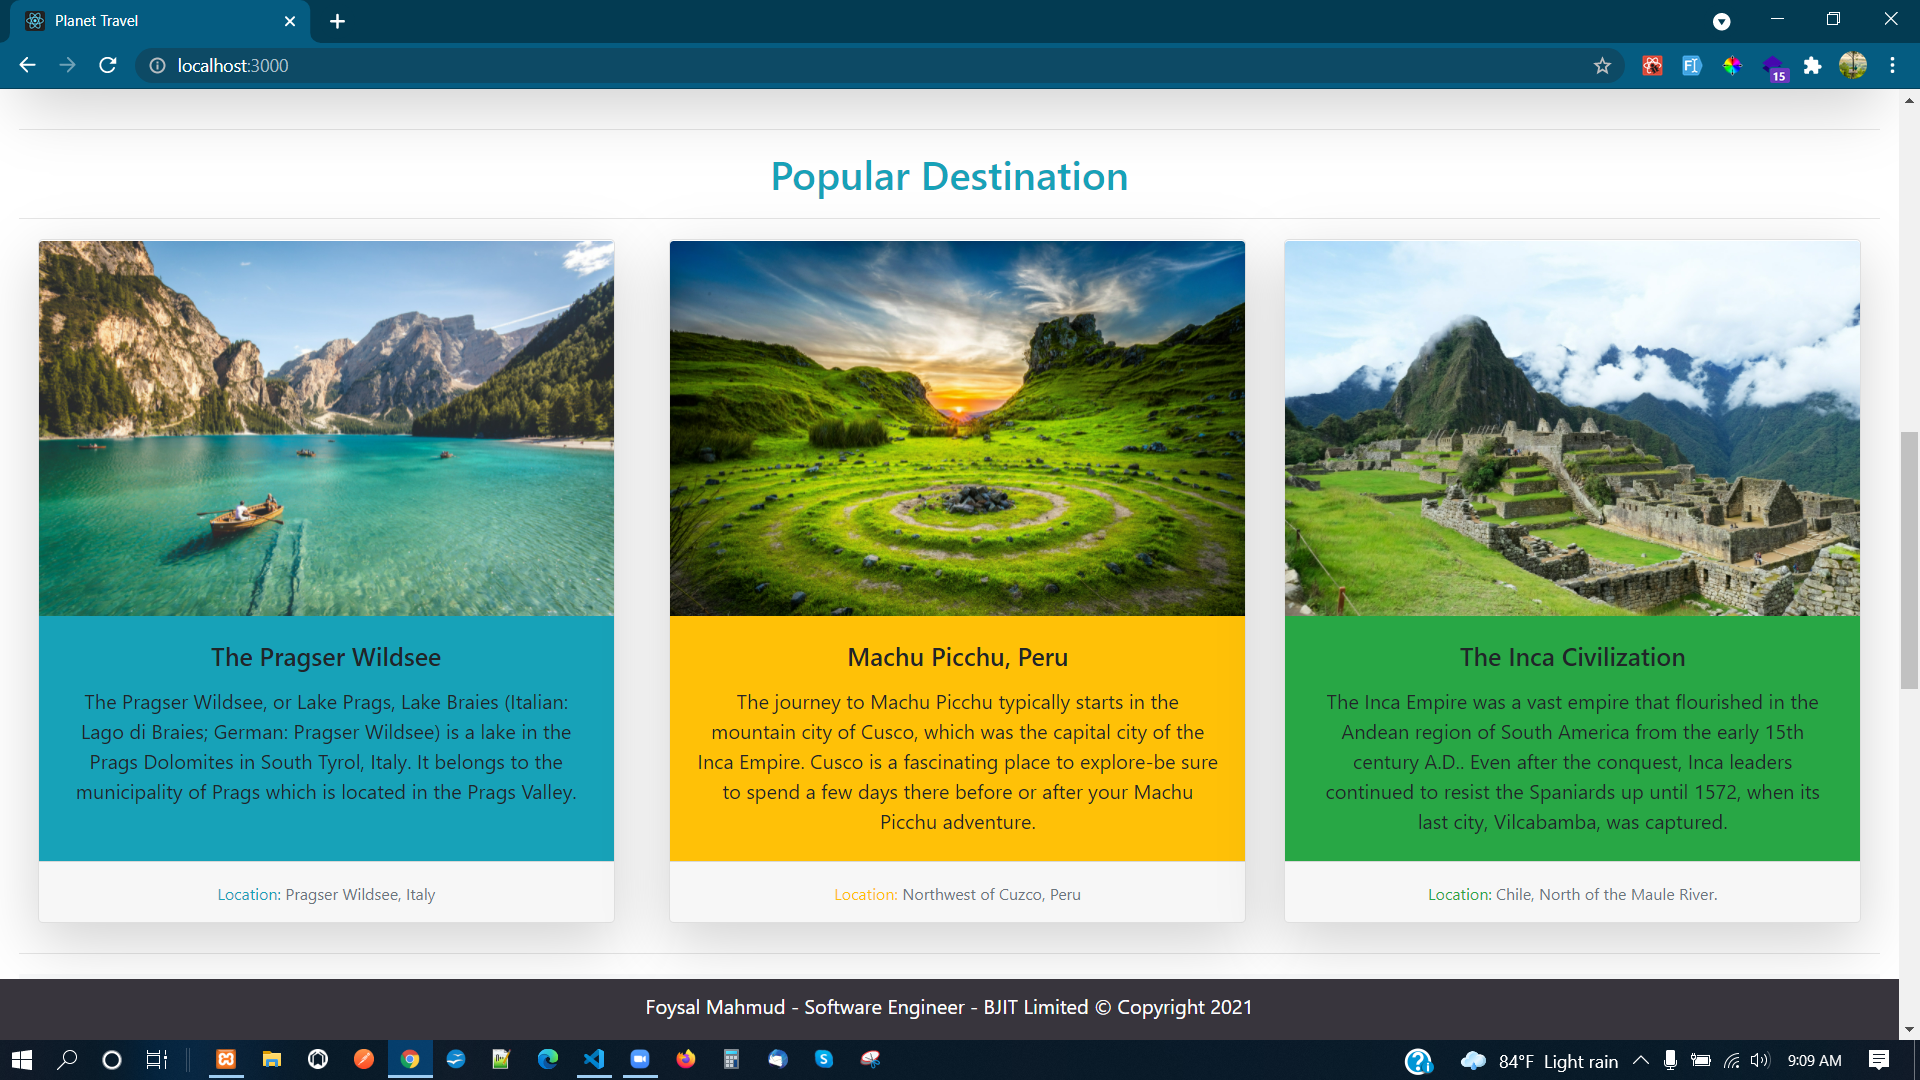 Planet Travel
localhost:3000
15
Popular Destination
The Pragser Wildsee
The Pragser Wildsee, or Lake Prags, Lake Braies (Italian:
Lago di Braies; German: Pragser Wildsee) is a lake in the
Prags Dolomites in South Tyrol, Italy. It belongs to the
municipality of Prags which is located in the Prags Valley.
Location: Pragser Wildsee, Italy
Machu Picchu, Peru
The journey to Machu Picchu typically starts in the
mountain city of Cusco, which was the capital city of the
Inca Empire. Cusco is a fascinating place to explore-be sure
to spend a few days there before or after your Machu
Picchu adventure.
Location: Northwest of Cuzco, Peru
The Inca Civilization
The Inca Empire was a vast empire that flourished in the
Andean region of South America from the early 15th
century A.D.. Even after the conquest, Inca leaders
continued to resist the Spaniards up until 1572, when its
last city, Vilcabamba, was captured.
Location: Chile, North of the Maule River.
Foysal Mahmud - Software Engineer - BJIT Limited © Copyright 2021
84°F Light rain
9:09 AM